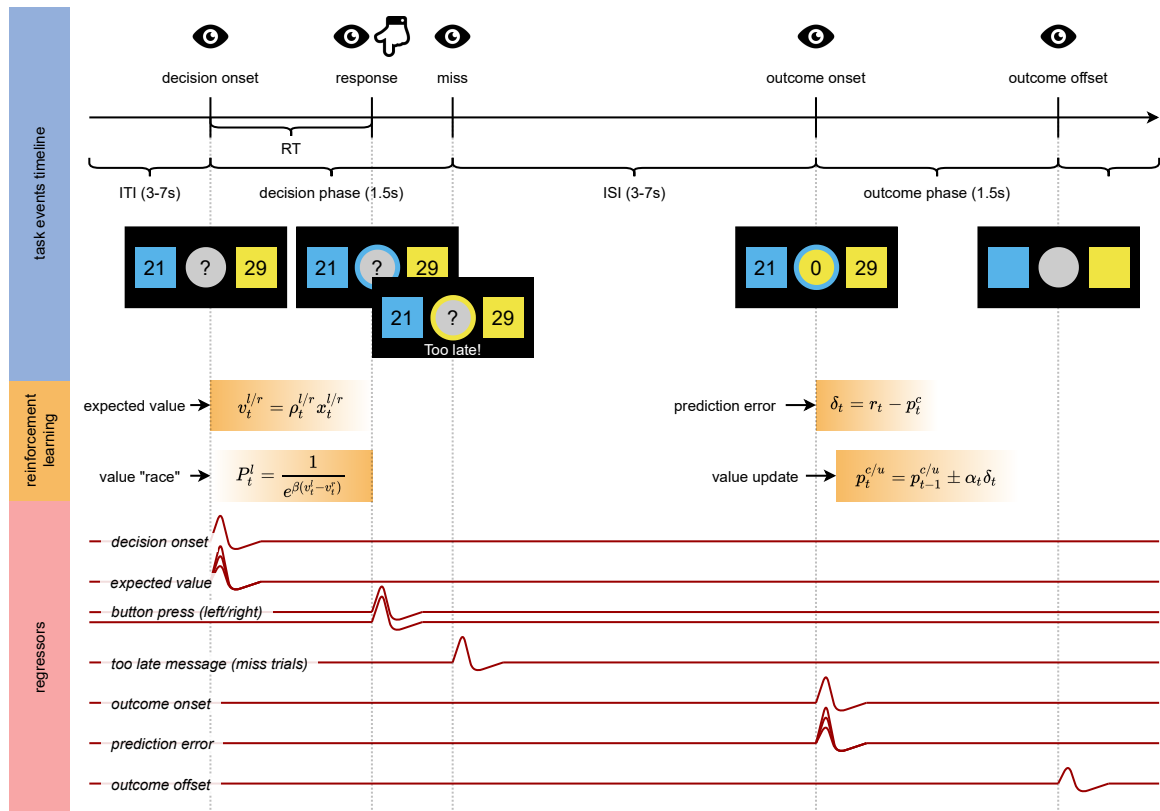 task events timeline
decision onset
response
miss
outcome onset
outcome offset
RT
ITI (3-7s)
decision phase (1.5s)
ISI (3-7s)
outcome phase (1.5s)
21 ? 29
21 ? 29
21 ? 29
Too late!
21 0 29
reinforcement
learning
expected value
v_t^{l/r} = ρ_t^{l/r} x_t^{l/r}
prediction error
δ_t = r_t − p_t^c
value "race"
P_t^l = \frac{1}{e^{β(v_t^l − v_t^r)}}
value update
p_t^{c/u} = p_{t−1}^{c/u} ± α_t δ_t
regressors
decision onset
expected value
button press (left/right)
too late message (miss trials)
outcome onset
prediction error
outcome offset